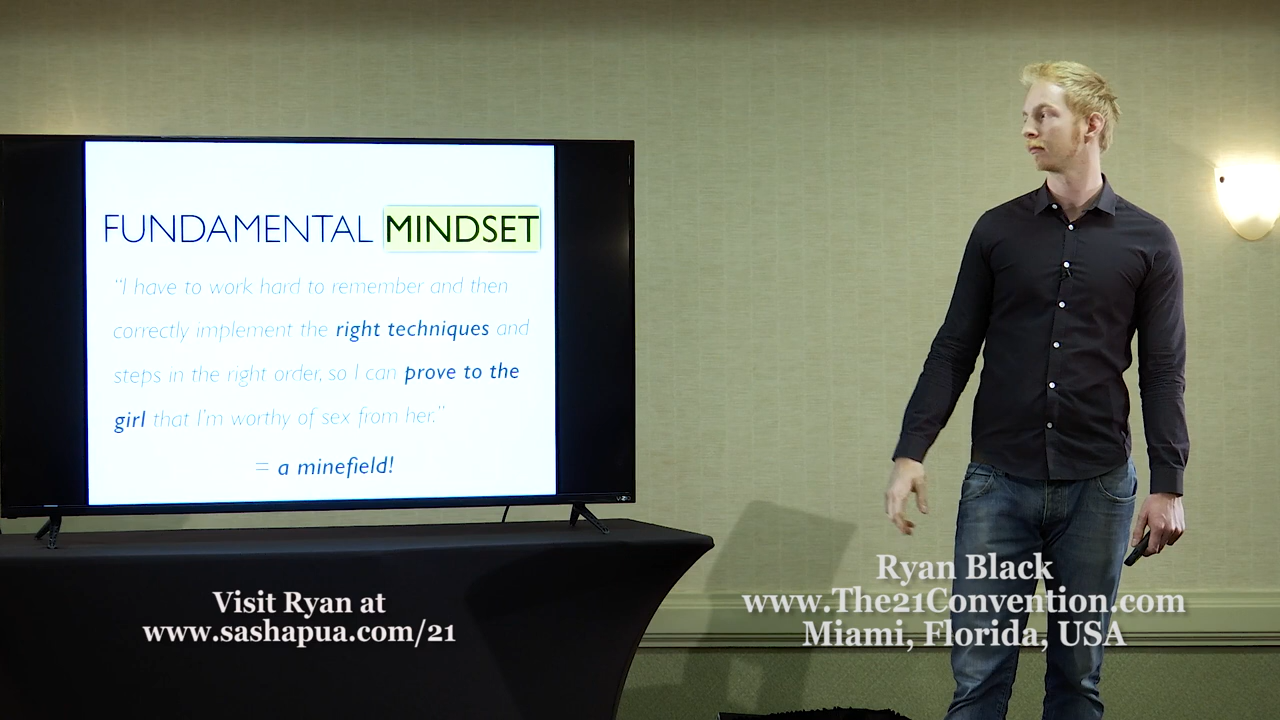 FUNDAMENTAL MINDSET
"I have to work hard to remember and then
correctly implement the right techniques and
steps in the right order, so I can prove to the
girl that I'm worthy of sex from her."
= a minefield!
VIZIO
Visit Ryan at
www.sashapua.com/21
Ryan Black
www.The21Convention.com
Miami, Florida, USA